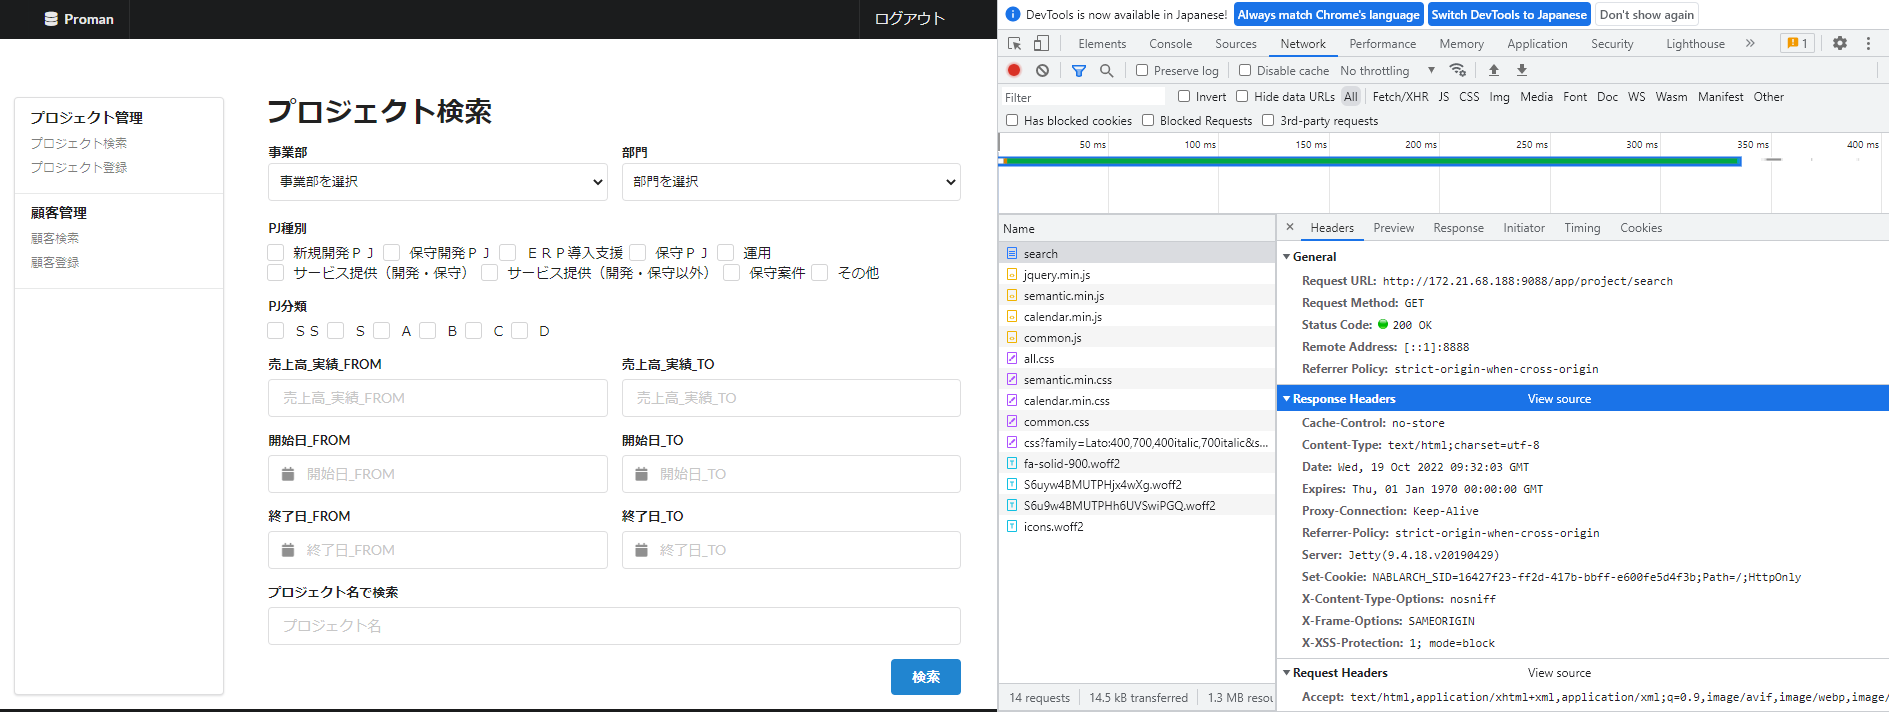 Proman
ログアウト
プロジェクト管理
プロジェクト検索
プロジェクト登録
顧客管理
顧客検索
顧客登録
プロジェクト検索
事業部 部門
事業部を選択 部門を選択
PJ種別
新規開発ＰＪ 保守開発ＰＪ ＥＲＰ導入支援 保守ＰＪ 運用
サービス提供（開発・保守） サービス提供（開発・保守以外） 保守案件 その他
PJ分類
ＳＳ Ｓ Ａ Ｂ Ｃ Ｄ
売上高_実績_FROM 売上高_実績_TO
売上高_実績_FROM 売上高_実績_TO
開始日_FROM 開始日_TO
開始日_FROM 開始日_TO
終了日_FROM 終了日_TO
終了日_FROM 終了日_TO
プロジェクト名で検索
プロジェクト名
検索
DevTools is now available in Japanese! Always match Chrome's language Switch DevTools to Japanese Don't show again
Elements Console Sources Network Performance Memory Application Security Lighthouse » 1
Preserve log Disable cache No throttling
Filter Invert Hide data URLs All Fetch/XHR JS CSS Img Media Font Doc WS Wasm Manifest Other
Has blocked cookies Blocked Requests 3rd-party requests
50 ms 100 ms 150 ms 200 ms 250 ms 300 ms 350 ms 400 ms
Name
search
jquery.min.js
semantic.min.js
calendar.min.js
common.js
all.css
semantic.min.css
calendar.min.css
common.css
css?family=Lato:400,700,400italic,700italic&s...
fa-solid-900.woff2
S6uyw4BMUTPHjx4wXg.woff2
S6u9w4BMUTPHh6UVSwiPGQ.woff2
icons.woff2
14 requests 14.5 kB transferred 1.3 MB resou
× Headers Preview Response Initiator Timing Cookies
General
Request URL: http://172.21.68.188:9088/app/project/search
Request Method: GET
Status Code: 200 OK
Remote Address: [::1]:8888
Referrer Policy: strict-origin-when-cross-origin
Response Headers View source
Cache-Control: no-store
Content-Type: text/html;charset=utf-8
Date: Wed, 19 Oct 2022 09:32:03 GMT
Expires: Thu, 01 Jan 1970 00:00:00 GMT
Proxy-Connection: Keep-Alive
Referrer-Policy: strict-origin-when-cross-origin
Server: Jetty(9.4.18.v20190429)
Set-Cookie: NABLARCH_SID=16427f23-ff2d-417b-bbff-e600fe5d4f3b;Path=/;HttpOnly
X-Content-Type-Options: nosniff
X-Frame-Options: SAMEORIGIN
X-XSS-Protection: 1; mode=block
Request Headers View source
Accept: text/html,application/xhtml+xml,application/xml;q=0.9,image/avif,image/webp,image/